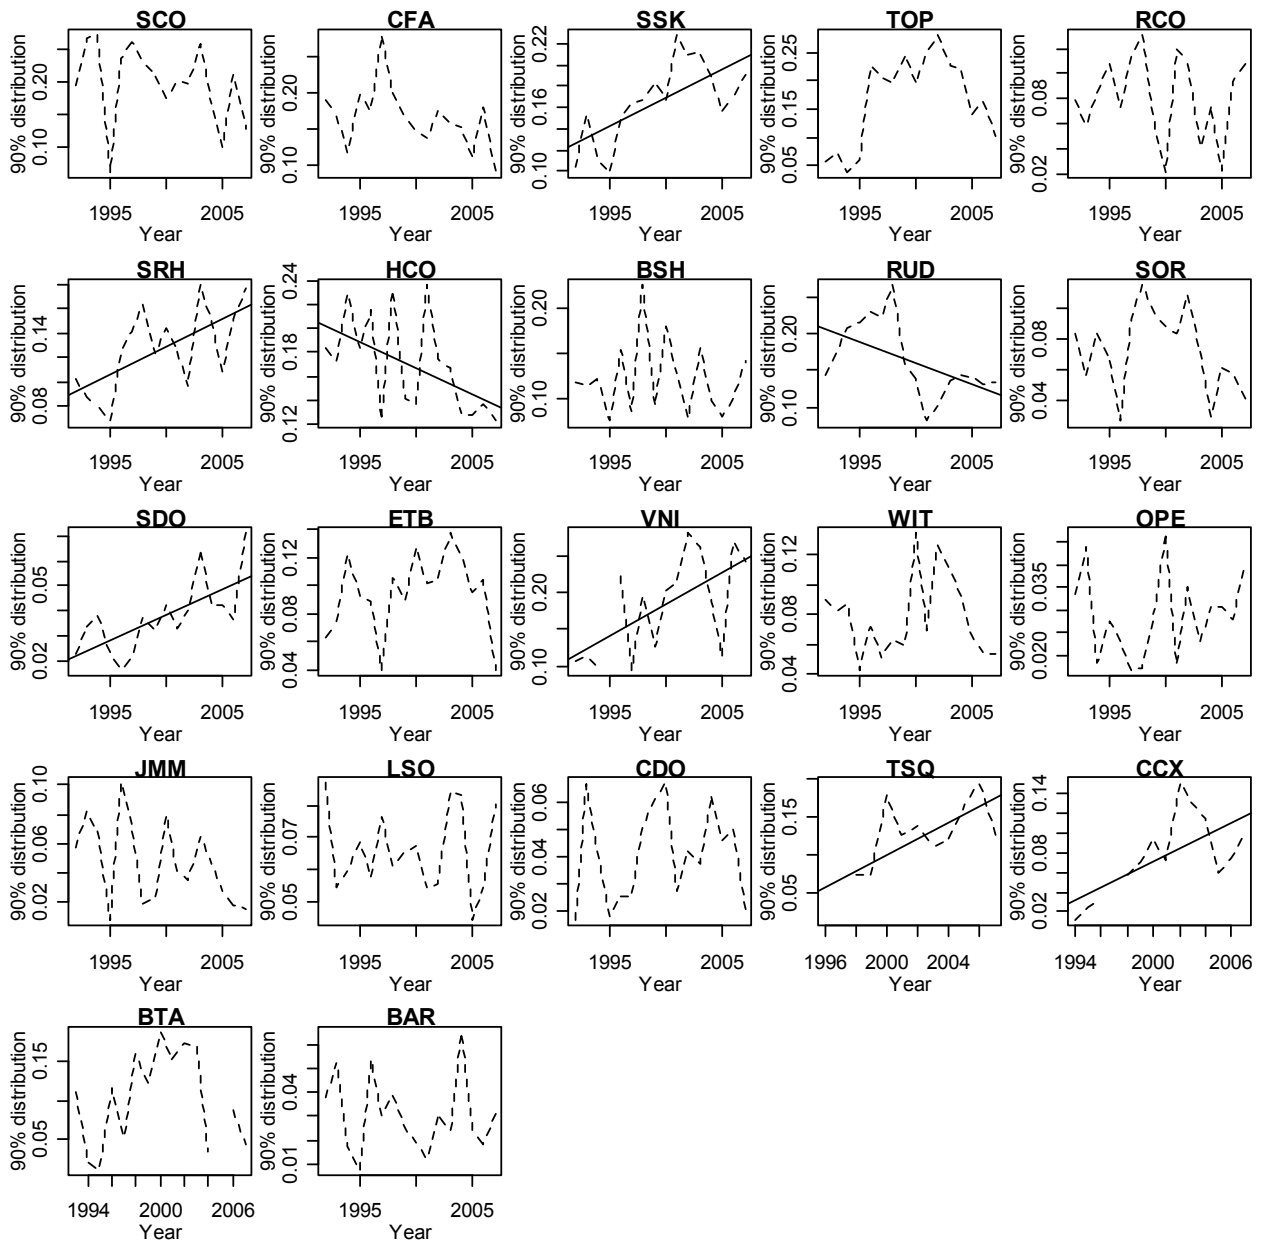 SCO CFA SSK TOP RCO
90% distribution 90% distribution 90% distribution 90% distribution 90% distribution
0.20 0.10 0.20 0.10 0.22 0.16 0.10 0.25 0.15 0.05 0.08 0.02
1995 2005 1995 2005 1995 2005 1995 2005 1995 2005
Year Year Year Year Year
SRH HCO BSH RUD SOR
90% distribution 90% distribution 90% distribution 90% distribution 90% distribution
0.14 0.08 0.24 0.18 0.12 0.20 0.10 0.20 0.10 0.08 0.04
1995 2005 1995 2005 1995 2005 1995 2005 1995 2005
Year Year Year Year Year
SDO ETB VNI WIT OPE
90% distribution 90% distribution 90% distribution 90% distribution 90% distribution
0.05 0.02 0.12 0.08 0.04 0.20 0.10 0.12 0.08 0.04 0.035 0.020
1995 2005 1995 2005 1995 2005 1995 2005 1995 2005
Year Year Year Year Year
JMM LSO CDO TSQ CCX
90% distribution 90% distribution 90% distribution 90% distribution 90% distribution
0.10 0.06 0.02 0.07 0.05 0.06 0.04 0.02 0.15 0.05 0.14 0.08 0.02
1995 2005 1995 2005 1995 2005 1996 2000 2004 1994 2000 2006
Year Year Year Year Year
BTA BAR
90% distribution 90% distribution
0.15 0.05 0.04 0.01
1994 2000 2006 1995 2005
Year Year